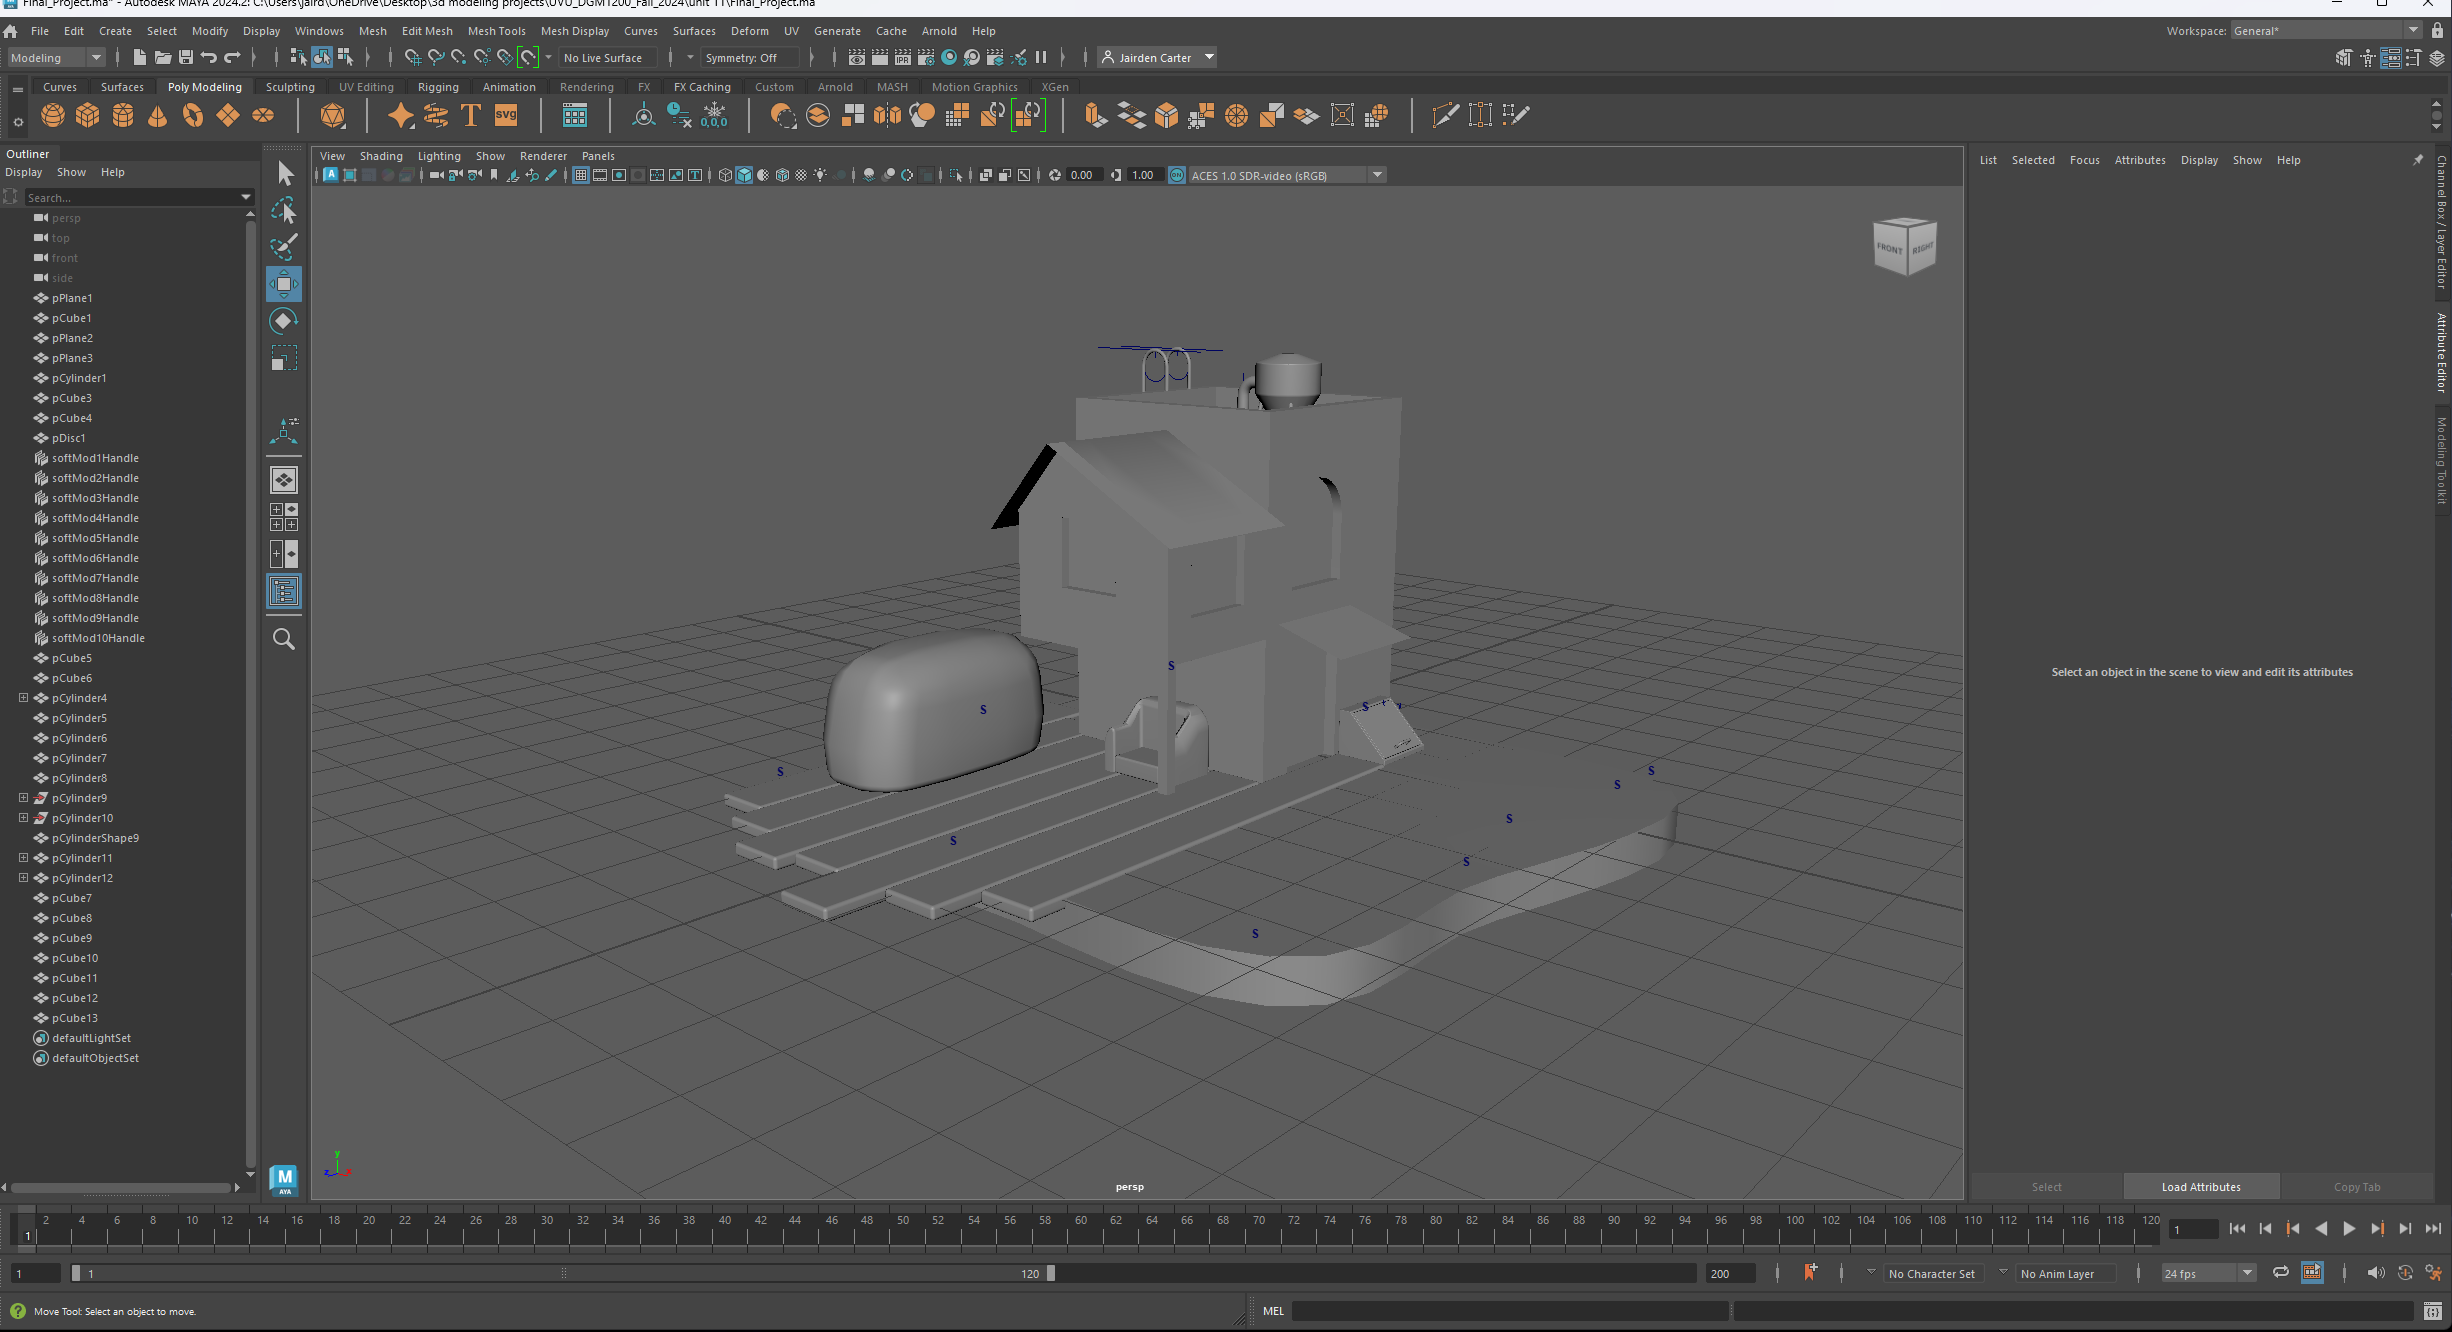 Final_Project.ma* - Autodesk MAYA 2024.2: C:\Users\jaird\OneDrive\Desktop\3d modeling projects\UVU_DGM1200_Fall_2024\unit 11\Final_Project.ma
File Edit Create Select Modify Display Windows Mesh Edit Mesh Mesh Tools Mesh Display Curves Surfaces Deform UV Generate Cache Arnold Help
Workspace: General*
Modeling No Live Surface Symmetry: Off Jairden Carter
Curves Surfaces Poly Modeling Sculpting UV Editing Rigging Animation Rendering FX FX Caching Custom Arnold MASH Motion Graphics XGen
T svg 0,0,0 IPR
Outliner
Display Show Help
Search...
persp
top
front
side
pPlane1
pCube1
pPlane2
pPlane3
pCylinder1
pCube3
pCube4
pDisc1
softMod1Handle
softMod2Handle
softMod3Handle
softMod4Handle
softMod5Handle
softMod6Handle
softMod7Handle
softMod8Handle
softMod9Handle
softMod10Handle
pCube5
pCube6
pCylinder4
pCylinder5
pCylinder6
pCylinder7
pCylinder8
pCylinder9
pCylinder10
pCylinderShape9
pCylinder11
pCylinder12
pCube7
pCube8
pCube9
pCube10
pCube11
pCube12
pCube13
defaultLightSet
defaultObjectSet
M
AYA
View Shading Lighting Show Renderer Panels
0.00 1.00 ACES 1.0 SDR-video (sRGB)
FRONT RIGHT
S
S
S
S
S
S
S
S
S
S
y
z x
persp
List Selected Focus Attributes Display Show Help
Select an object in the scene to view and edit its attributes
Select Load Attributes Copy Tab
Channel Box / Layer Editor
Attribute Editor
Modeling Toolkit
2 4 6 8 10 12 14 16 18 20 22 24 26 28 30 32 34 36 38 40 42 44 46 48 50 52 54 56 58 60 62 64 66 68 70 72 74 76 78 80 82 84 86 88 90 92 94 96 98 100 102 104 106 108 110 112 114 116 118 120
1 1
1 1 120 200 No Character Set No Anim Layer 24 fps
Move Tool: Select an object to move. MEL